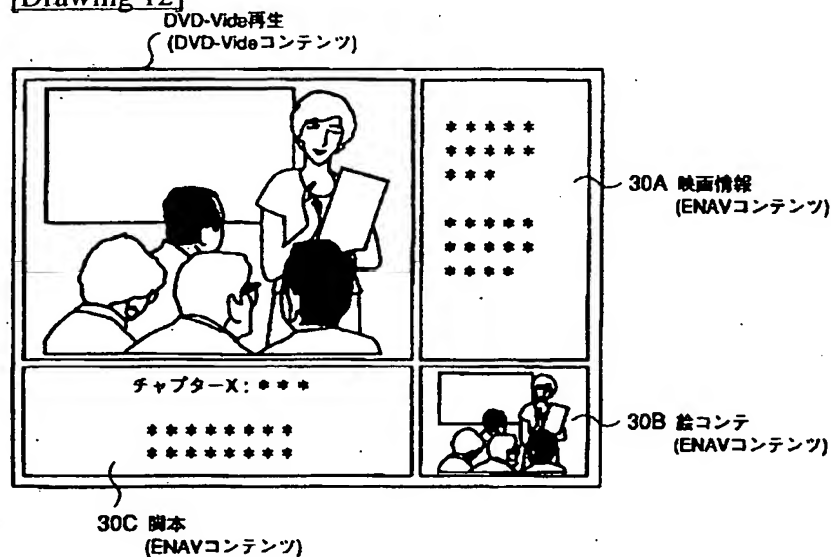 [Drawing 12]
DVD-Vide再生
(DVD-Videコンテンツ)
* * * * *
* * * * *
* * *
* * * * *
* * * * *
* * * *
30A 映画情報
(ENAVコンテンツ)
チャプターX: * * *
* * * * * * * *
* * * * * * * *
30B 絵コンテ
(ENAVコンテンツ)
30C 脚本
(ENAVコンテンツ)